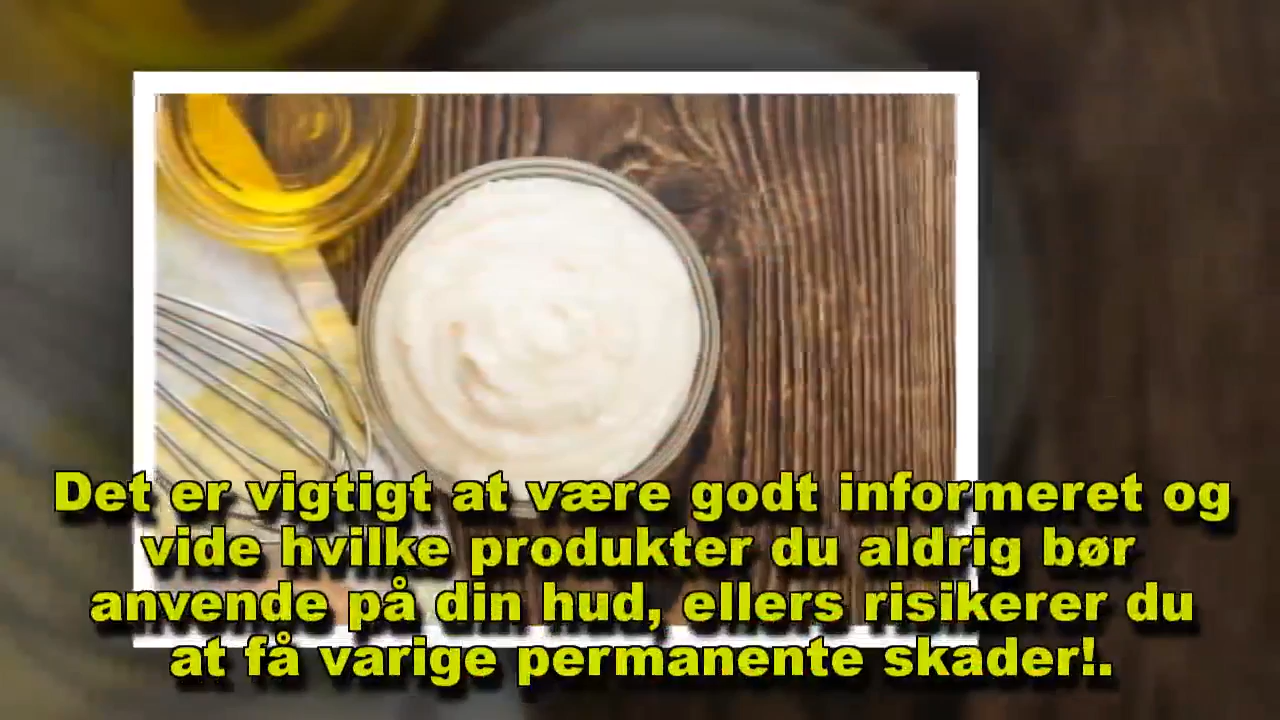 Det er vigtigt at være godt informeret og
vide hvilke produkter du aldrig bør
anvende på din hud, ellers risikerer du
at få varige permanente skader!.